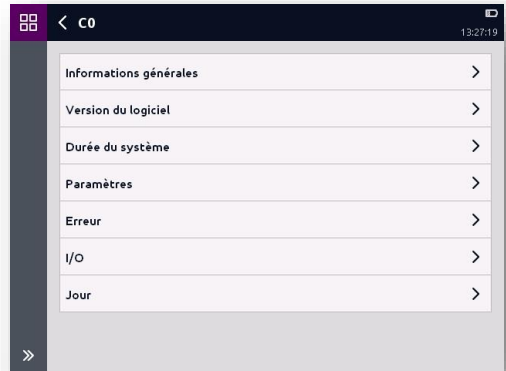 C0
13:27:19
Informations générales
Version du logiciel
Durée du système
Paramètres
Erreur
I/O
Jour